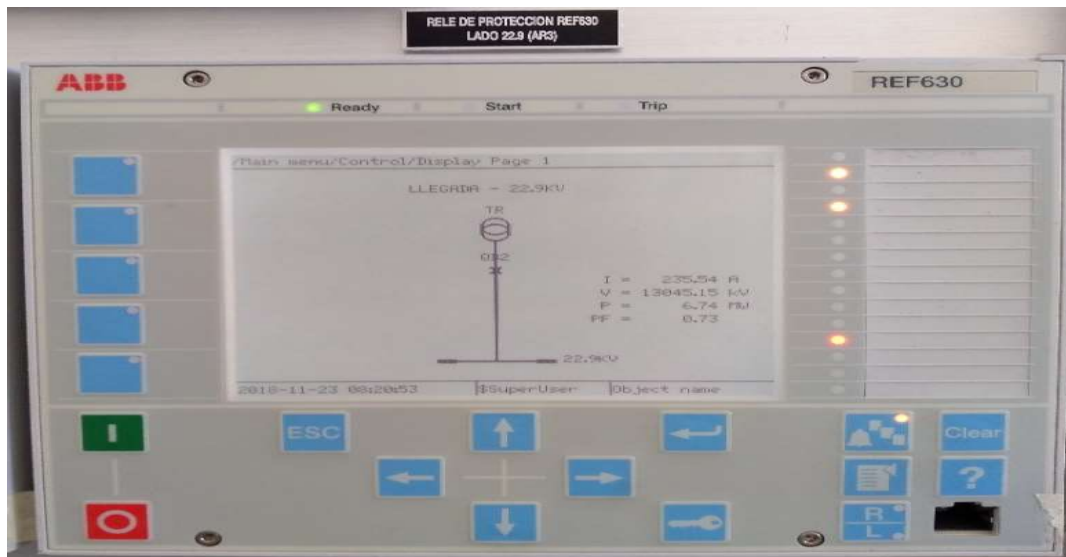 RELE DE PROTECCION REF630
LADO 22.9 (AR3)
ABB
REF630
Ready Start Trip
/Main menu/Control/Display Page 1
LLEGADA - 22.9KV
TR
I = 235.54 A
V = 13045.15 kV
P = 6.74 MW
PF = 0.73
22.9KV
2018-11-23 08:20:53 $SuperUser Object name
I
ESC
Clear
?
O
R
L